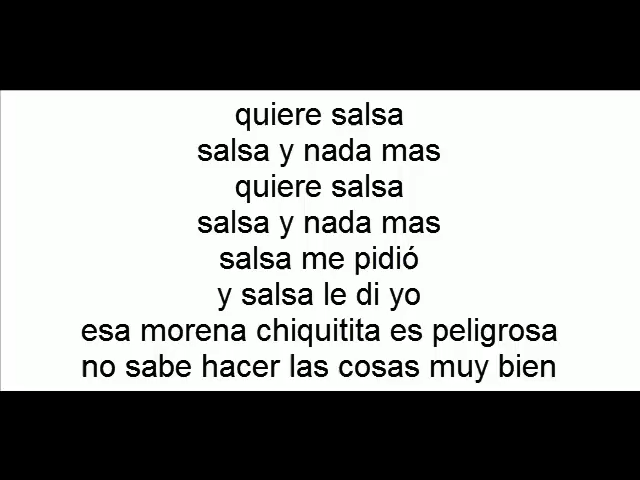 quiere salsa
salsa y nada mas
quiere salsa
salsa y nada mas
salsa me pidió
y salsa le di yo
esa morena chiquitita es peligrosa
no sabe hacer las cosas muy bien